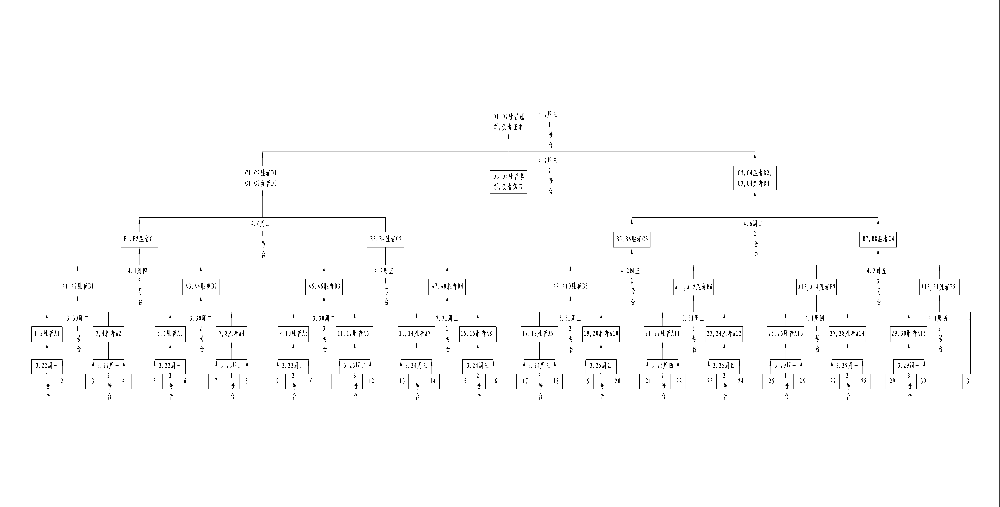 D1,D2胜者冠
军,负者亚军
4.7周三
1
号
台
4.7周三
2
号
台
D3,D4胜者季
军,负者第四
C1,C2胜者D1,
C1,C2负者D3
C3,C4胜者D2,
C3,C4负者D4
4.6周二
1
号
台
4.6周二
2
号
台
B1,B2胜者C1
B3,B4胜者C2
B5,B6胜者C3
B7,B8胜者C4
4.1周四
3
号
台
4.2周五
1
号
台
4.2周五
2
号
台
4.2周五
3
号
台
A1,A2胜者B1
A3,A4胜者B2
A5,A6胜者B3
A7,A8胜者B4
A9,A10胜者B5
A11,A12胜者B6
A13,A14胜者B7
A15,31胜者B8
3.30周二
1
号
台
3.30周二
2
号
台
3.30周二
3
号
台
3.31周三
1
号
台
3.31周三
2
号
台
3.31周三
3
号
台
4.1周四
1
号
台
4.1周四
2
号
台
1,2胜者A1
3,4胜者A2
5,6胜者A3
7,8胜者A4
9,10胜者A5
11,12胜者A6
13,14胜者A7
15,16胜者A8
17,18胜者A9
19,20胜者A10
21,22胜者A11
23,24胜者A12
25,26胜者A13
27,28胜者A14
29,30胜者A15
3.22周一
1
号
台
3.22周一
2
号
台
3.22周一
3
号
台
3.23周二
1
号
台
3.23周二
2
号
台
3.23周二
3
号
台
3.24周三
1
号
台
3.24周三
2
号
台
3.24周三
3
号
台
3.25周四
1
号
台
3.25周四
2
号
台
3.25周四
3
号
台
3.29周一
1
号
台
3.29周一
2
号
台
3.29周一
3
号
台
1
2
3
4
5
6
7
8
9
10
11
12
13
14
15
16
17
18
19
20
21
22
23
24
25
26
27
28
29
30
31